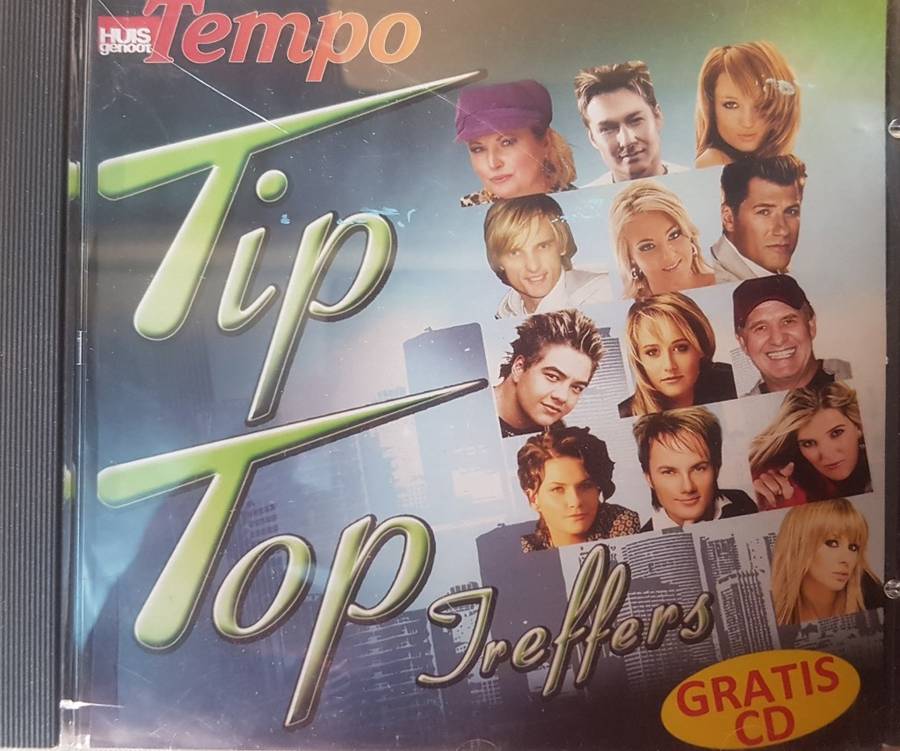 HUIS
genoot
Tempo
Tip
Top
Treffers
GRATIS
CD